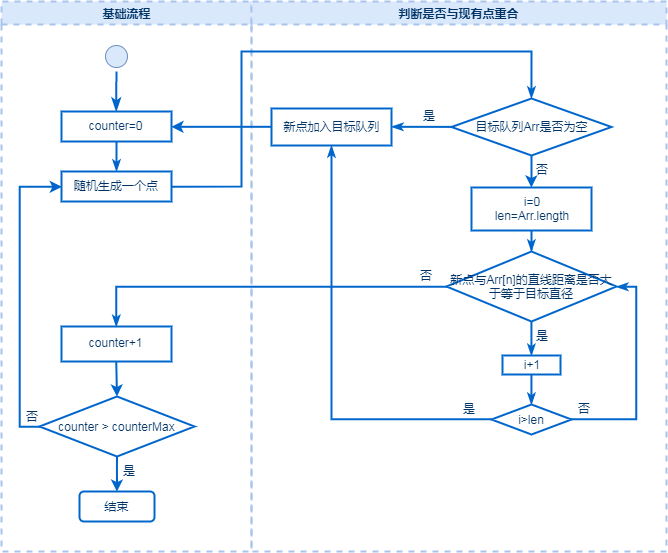 基础流程
判断是否与现有点重合
counter=0
新点加入目标队列
是
目标队列Arr是否为空
否
随机生成一个点
i=0
len=Arr.length
否
新点与Arr[n]的直线距离是否大
于等于目标直径
是
counter+1
i+1
是
i>len
否
否
counter > counterMax
是
结束